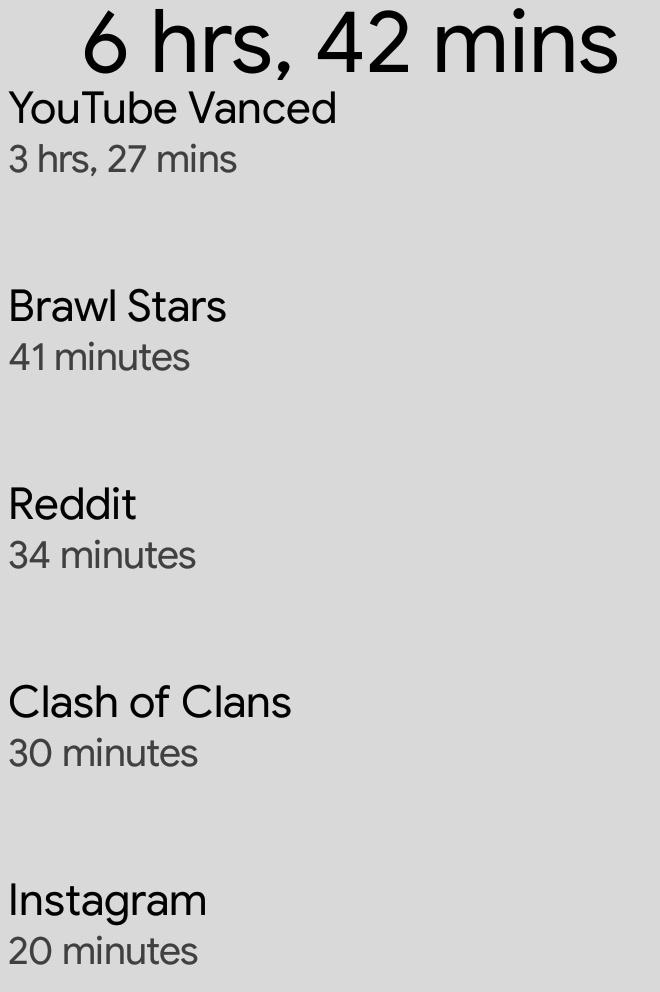 6 hrs, 42 mins
YouTube Vanced
3 hrs, 27 mins
Brawl Stars
41 minutes
Reddit
34 minutes
Clash of Clans
30 minutes
Instagram
20 minutes